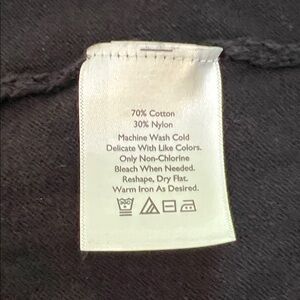 70% Cotton
30% Nylon
Machine Wash Cold
Delicate With Like Colors.
Only Non-Chlorine
Bleach When Needed.
Reshape, Dry Flat.
Warm Iron As Desired.